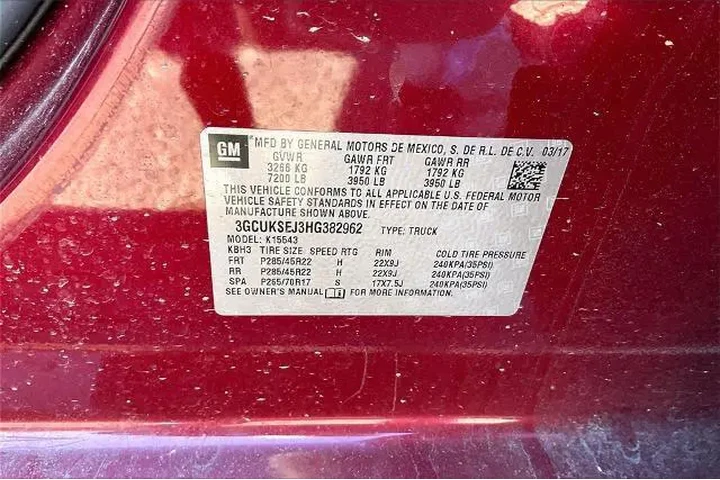 GM
MFD BY GENERAL MOTORS DE MEXICO, S. DE R.L. DE C.V. 03/17
GVWR GAWR FRT GAWR RR
3266 KG 1792 KG 1792 KG
7200 LB 3950 LB 3950 LB
THIS VEHICLE CONFORMS TO ALL APPLICABLE U.S. FEDERAL MOTOR
VEHICLE SAFETY STANDARDS IN EFFECT ON THE DATE OF
MANUFACTURE SHOWN ABOVE.
3GCUKSEJ3HG382962 TYPE: TRUCK
MODEL: K15543
KBH3 TIRE SIZE SPEED RTG RIM COLD TIRE PRESSURE
FRT P285/45R22 H 22X9J 240KPA(35PSI)
RR P285/45R22 H 22X9J 240KPA(35PSI)
SPA P265/70R17 S 17X7.5J 240KPA(35PSI)
SEE OWNER'S MANUAL FOR MORE INFORMATION.